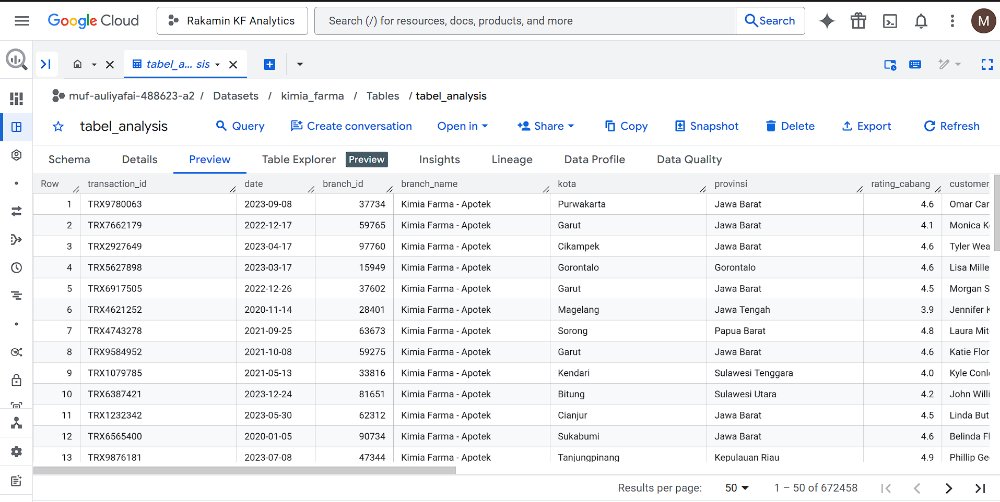 Google Cloud Rakamin KF Analytics Search (/) for resources, docs, products, and more Search M
tabel_a... sis
muf-auliyafai-488623-a2 / Datasets / kimia_farma / Tables / tabel_analysis
tabel_analysis Query Create conversation Open in Share Copy Snapshot Delete Export Refresh
Schema Details Preview Table Explorer Preview Insights Lineage Data Profile Data Quality
Row transaction_id date branch_id branch_name kota provinsi rating_cabang customer
1 TRX9780063 2023-09-08 37734 Kimia Farma - Apotek Purwakarta Jawa Barat 4.6 Omar Car
2 TRX7662179 2022-12-17 59765 Kimia Farma - Apotek Garut Jawa Barat 4.1 Monica K
3 TRX2927649 2023-04-17 97760 Kimia Farma - Apotek Cikampek Jawa Barat 4.6 Tyler Wea
4 TRX5627898 2023-03-17 15949 Kimia Farma - Apotek Gorontalo Gorontalo 4.6 Lisa Mille
5 TRX6917505 2022-12-26 37602 Kimia Farma - Apotek Garut Jawa Barat 4.5 Morgan S
6 TRX4621252 2020-11-14 28401 Kimia Farma - Apotek Magelang Jawa Tengah 3.9 Jennifer K
7 TRX4743278 2021-09-25 63673 Kimia Farma - Apotek Sorong Papua Barat 4.8 Laura Mit
8 TRX9584952 2021-10-08 59275 Kimia Farma - Apotek Garut Jawa Barat 4.6 Katie Flor
9 TRX1079785 2021-05-13 33816 Kimia Farma - Apotek Kendari Sulawesi Tenggara 4.0 Kyle Conl
10 TRX6387421 2023-12-24 81651 Kimia Farma - Apotek Bitung Sulawesi Utara 4.2 John Willi
11 TRX1232342 2023-05-30 62312 Kimia Farma - Apotek Cianjur Jawa Barat 4.5 Linda But
12 TRX6565400 2020-01-05 90734 Kimia Farma - Apotek Sukabumi Jawa Barat 4.6 Belinda Fl
13 TRX9876181 2023-07-08 47344 Kimia Farma - Apotek Tanjungpinang Kepulauan Riau 4.9 Phillip Ge
Results per page: 50 1 – 50 of 672458